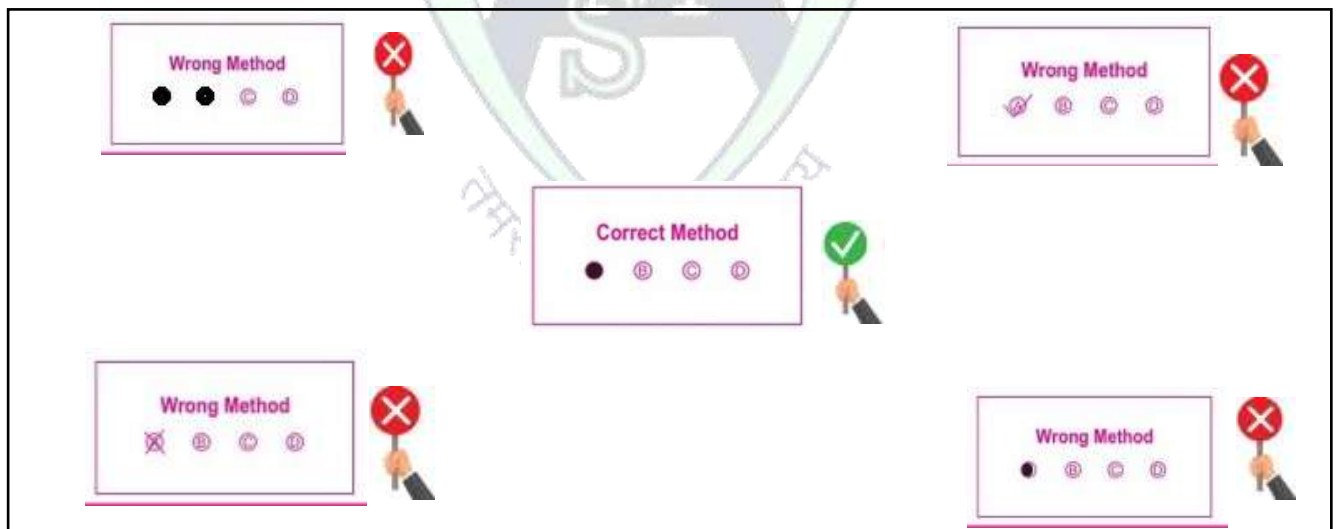 Wrong Method
C D
Wrong Method
A B C D
S
Correct Method
B C D
Wrong Method
A B C D
Wrong Method
B C D